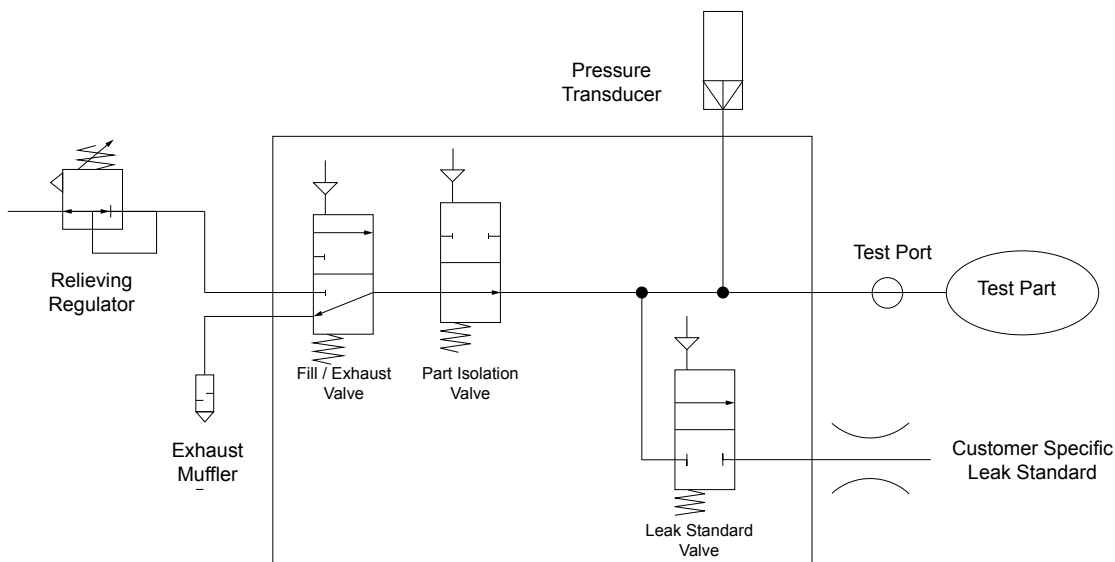 Pressure
Transducer
Relieving
Regulator
Test Port
Test Part
Fill / Exhaust
Valve
Part Isolation
Valve
Exhaust
Muffler
Customer Specific
Leak Standard
Leak Standard
Valve